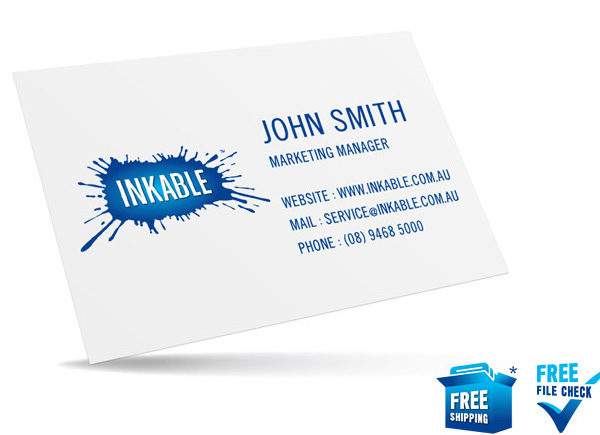 INKABLE™
JOHN SMITH
MARKETING MANAGER
WEBSITE : WWW.INKABLE.COM.AU
MAIL : SERVICE@INKABLE.COM.AU
PHONE : (08) 9468 5000
FREE
SHIPPING
*
FREE
FILE CHECK